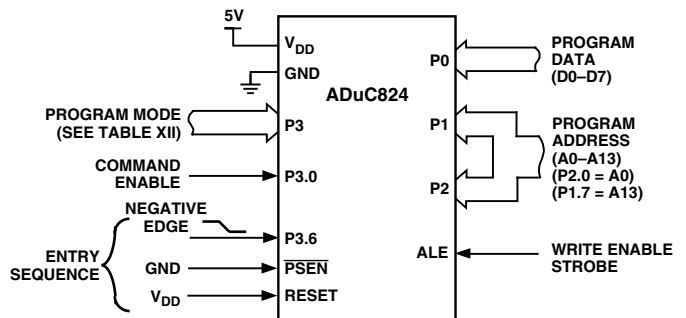 5V
VDD
GND
ADuC824
P0
PROGRAM
DATA
(D0–D7)
PROGRAM MODE
(SEE TABLE XII)
P3
P1
PROGRAM
ADDRESS
(A0–A13)
(P2.0 = A0)
(P1.7 = A13)
COMMAND
ENABLE
P3.0
P2
NEGATIVE
EDGE
P3.6
ENTRY
SEQUENCE
GND
PSEN
VDD
RESET
ALE
WRITE ENABLE
STROBE